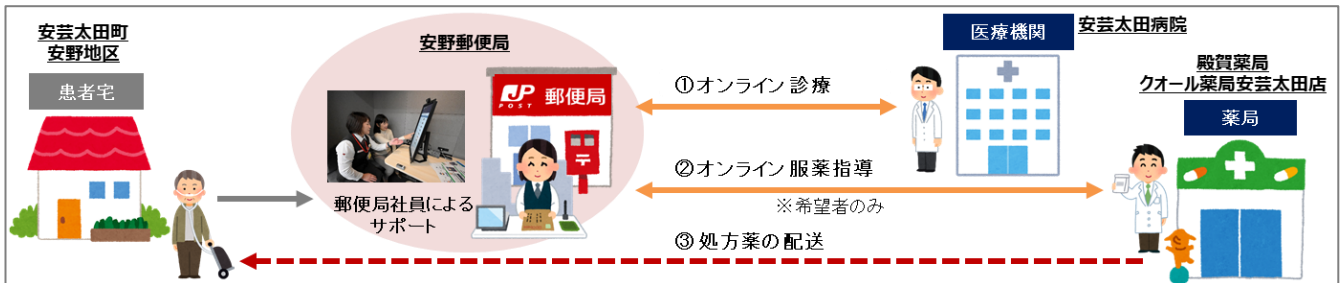 安芸太田町
安野地区
患者宅
安野郵便局
JP
POST
郵便局
〒
郵便局社員による
サポート
①オンライン診療
②オンライン服薬指導
※希望者のみ
③処方薬の配送
医療機関
安芸太田病院
殿賀薬局
クオール薬局安芸太田店
薬局